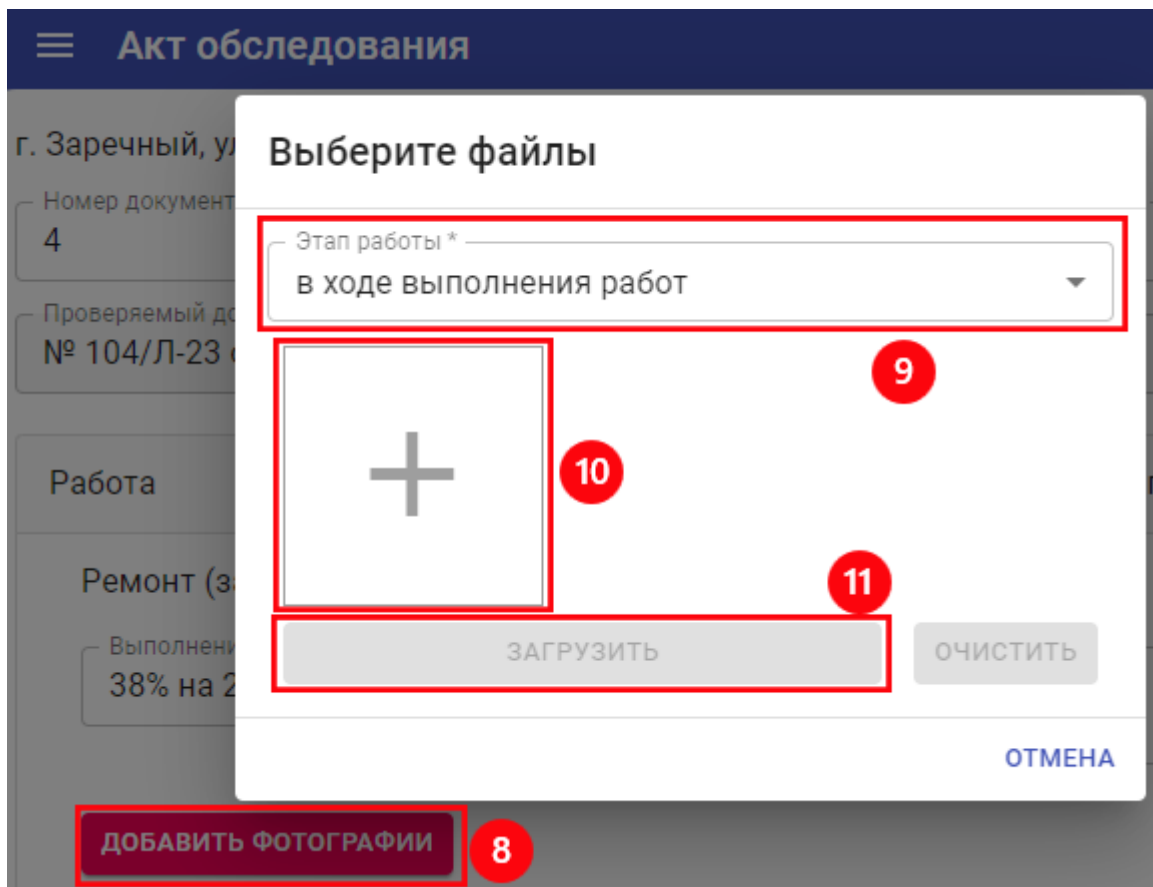 Акт обследования
г. Заречный, ул
Выберите файлы
Номер документ
4
Этап работы *
в ходе выполнения работ
Проверяемый до
№ 104/Л-23
9
10
Работа
11
Ремонт (за
ЗАГРУЗИТЬ
ОЧИСТИТЬ
Выполнени
38% на 2
ОТМЕНА
ДОБАВИТЬ ФОТОГРАФИИ
8